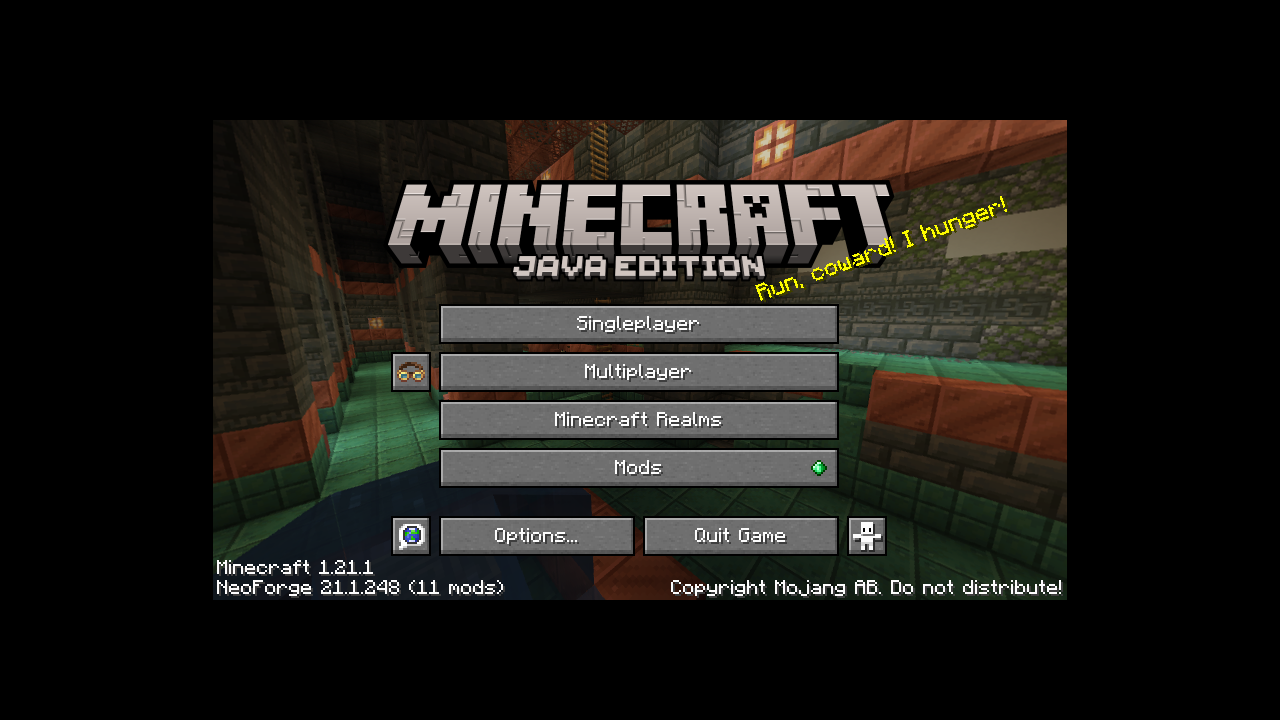 MINECRAFT
JAVA EDITION
Run, coward! I hunger!
Singleplayer
Multiplayer
Minecraft Realms
Mods
Options...
Quit Game
Minecraft 1.21.1
NeoForge 21.1.248 (11 mods)
Copyright Mojang AB. Do not distribute!